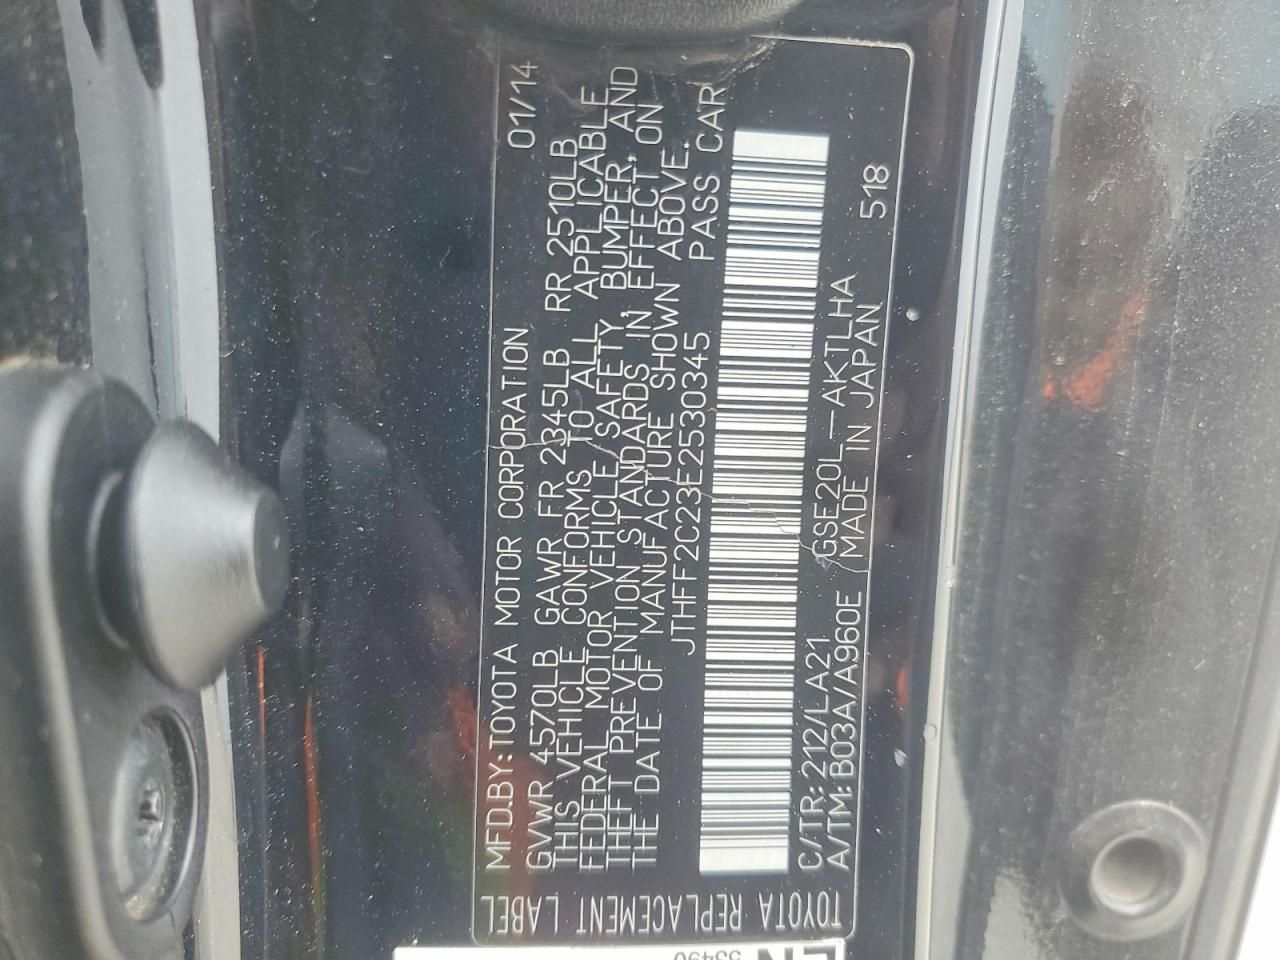 TOYOTA REPLACEMENT LABEL
MFD.BY: TOYOTA MOTOR CORPORATION 01/14
GVWR 4570LB GAWR FR 2345LB RR 2510LB
THIS VEHICLE CONFORMS TO ALL APPLICABLE
FEDERAL MOTOR VEHICLE SAFETY, BUMPER, AND
THEFT PREVENTION STANDARDS IN EFFECT ON
THE DATE OF MANUFACTURE SHOWN ABOVE.
JTHFF2C23E2530345 PASS CAR
C/TR: 212/LA21 GSE20L-AKTLHA 518
A/TM: B03A/A960E MADE IN JAPAN